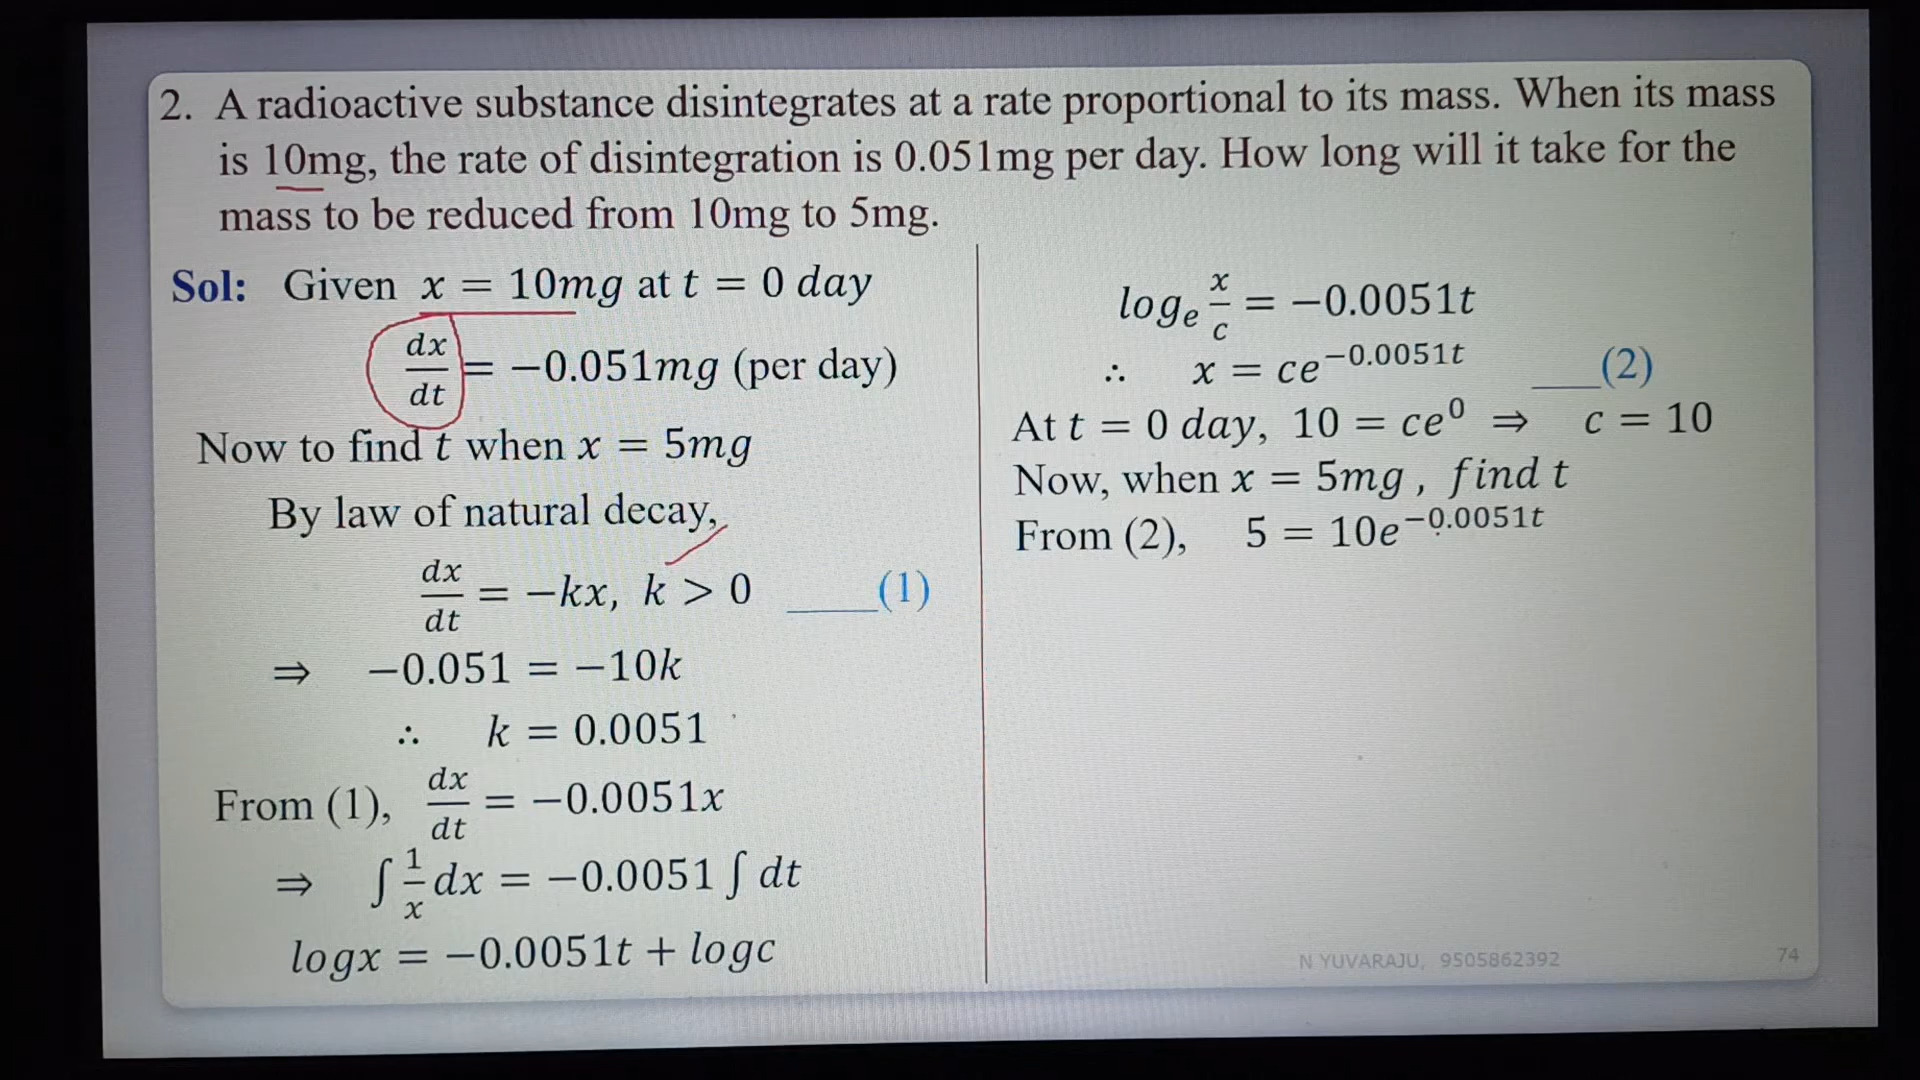 2. A radioactive substance disintegrates at a rate proportional to its mass. When its mass
is 10mg, the rate of disintegration is 0.051mg per day. How long will it take for the
mass to be reduced from 10mg to 5mg.
Sol: Given x = 10mg at t = 0 day
dx/dt = −0.051mg (per day)
Now to find t when x = 5mg
By law of natural decay,
dx/dt = −kx, k > 0 ____(1)
⇒ −0.051 = −10k
∴ k = 0.0051
From (1), dx/dt = −0.0051x
⇒ ∫ 1/x dx = −0.0051 ∫ dt
logx = −0.0051t + logc
logₑ x/c = −0.0051t
∴ x = ce^−0.0051t ___(2)
At t = 0 day, 10 = ce⁰ ⇒ c = 10
Now, when x = 5mg , find t
From (2), 5 = 10e^−0.0051t
N YUVARAJU, 9505862392
74